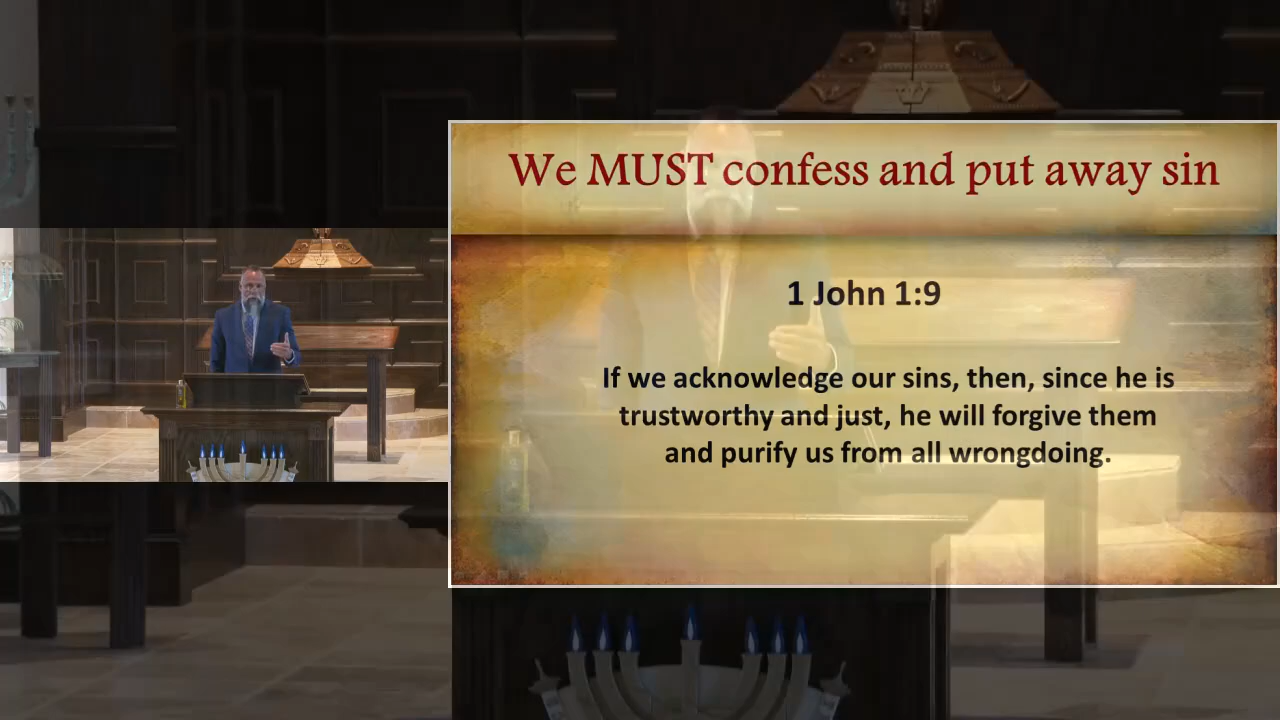 We MUST confess and put away sin
1 John 1:9
If we acknowledge our sins, then, since he is
trustworthy and just, he will forgive them
and purify us from all wrongdoing.